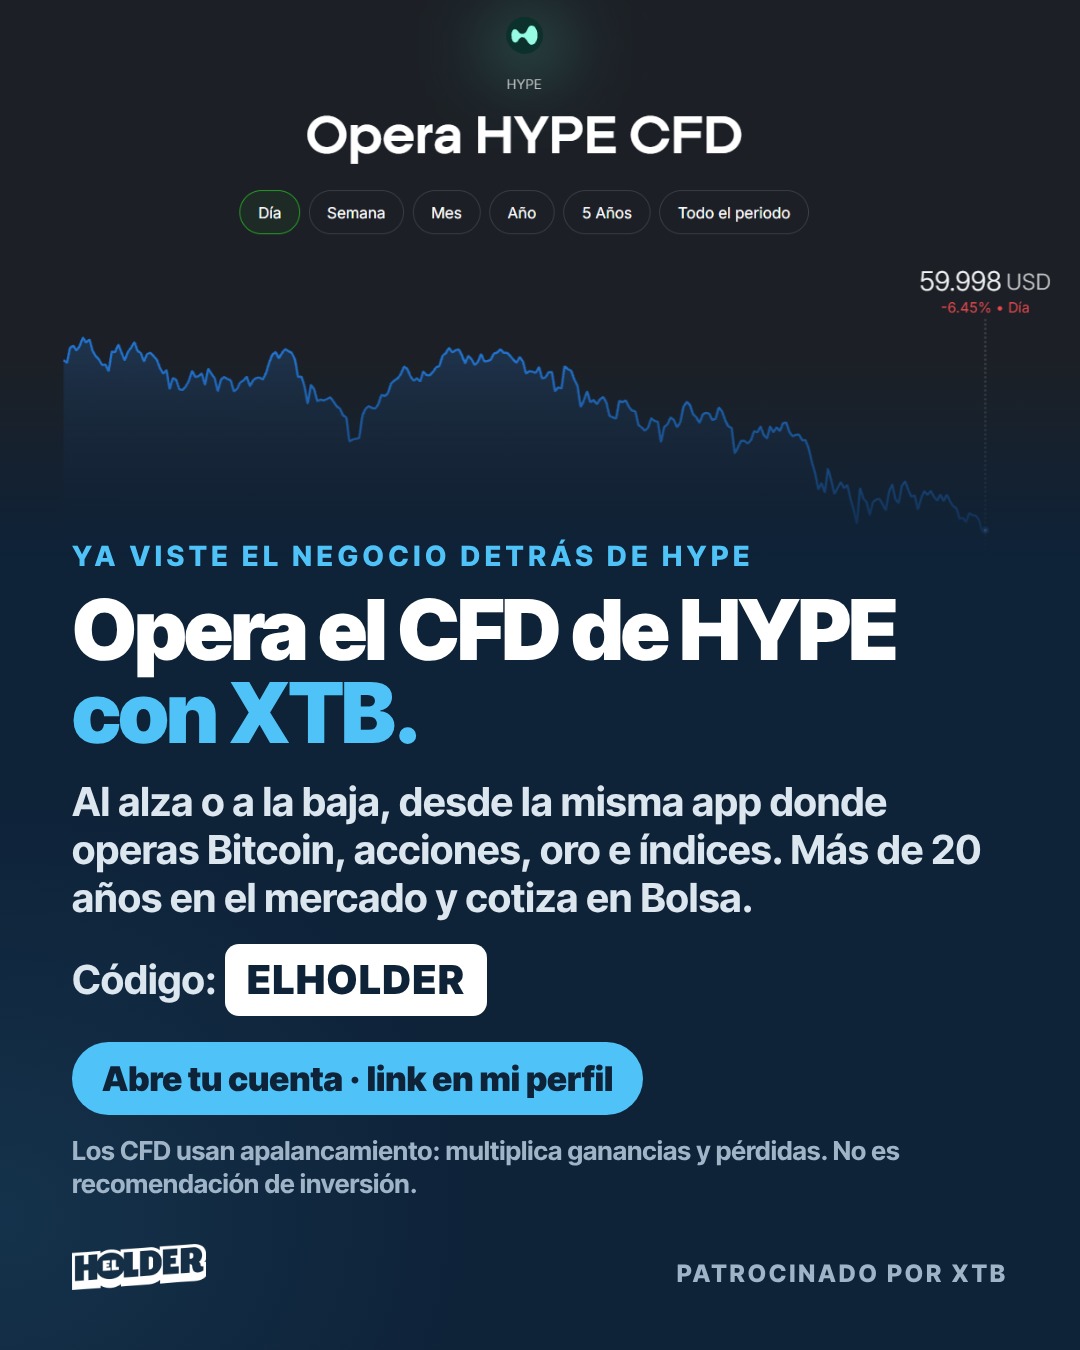 HYPE
Opera HYPE CFD
Día Semana Mes Año 5 Años Todo el periodo
59.998 USD
-6.45% • Día
YA VISTE EL NEGOCIO DETRÁS DE HYPE
Opera el CFD de HYPE
con XTB.
Al alza o a la baja, desde la misma app donde
operas Bitcoin, acciones, oro e índices. Más de 20
años en el mercado y cotiza en Bolsa.
Código: ELHOLDER
Abre tu cuenta · link en mi perfil
Los CFD usan apalancamiento: multiplica ganancias y pérdidas. No es
recomendación de inversión.
EL HOLDER
PATROCINADO POR XTB